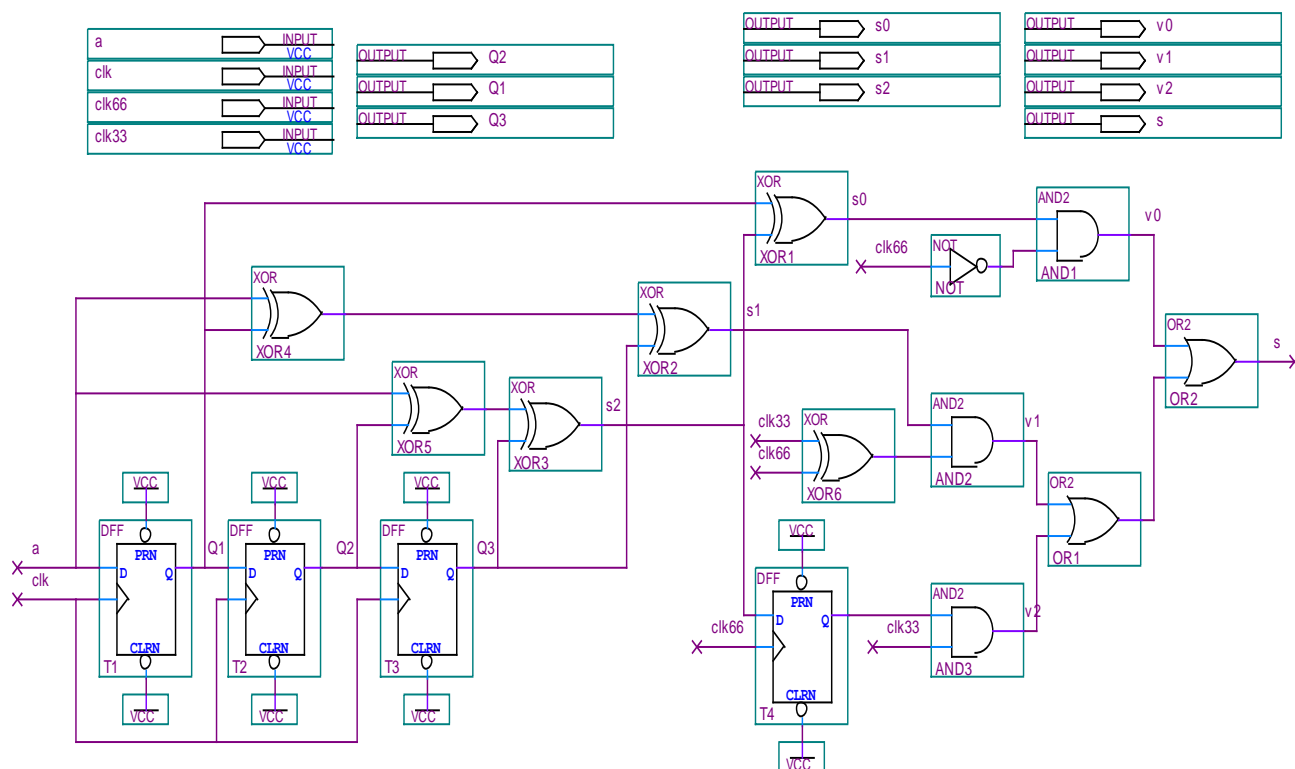 a INPUT
VCC
clk INPUT
VCC
clk66 INPUT
VCC
clk33 INPUT
VCC
OUTPUT Q2
OUTPUT Q1
OUTPUT Q3
OUTPUT s0
OUTPUT s1
OUTPUT s2
OUTPUT v0
OUTPUT v1
OUTPUT v2
OUTPUT s
XOR
s0
XOR1
AND2
v0
AND1
clk66
NOT
NOT
XOR
XOR4
XOR
s1
XOR2
OR2
s
OR2
XOR
XOR5
XOR
s2
XOR3
clk33
clk66
XOR
XOR6
AND2
v1
AND2
OR2
OR1
VCC
VCC
VCC
a
clk
DFF
PRN
D Q
CLRN
T1
VCC
Q1
DFF
PRN
D Q
CLRN
T2
VCC
Q2
DFF
PRN
D Q
CLRN
T3
VCC
Q3
VCC
clk66
DFF
PRN
D Q
CLRN
T4
VCC
clk33
AND2
v2
AND3